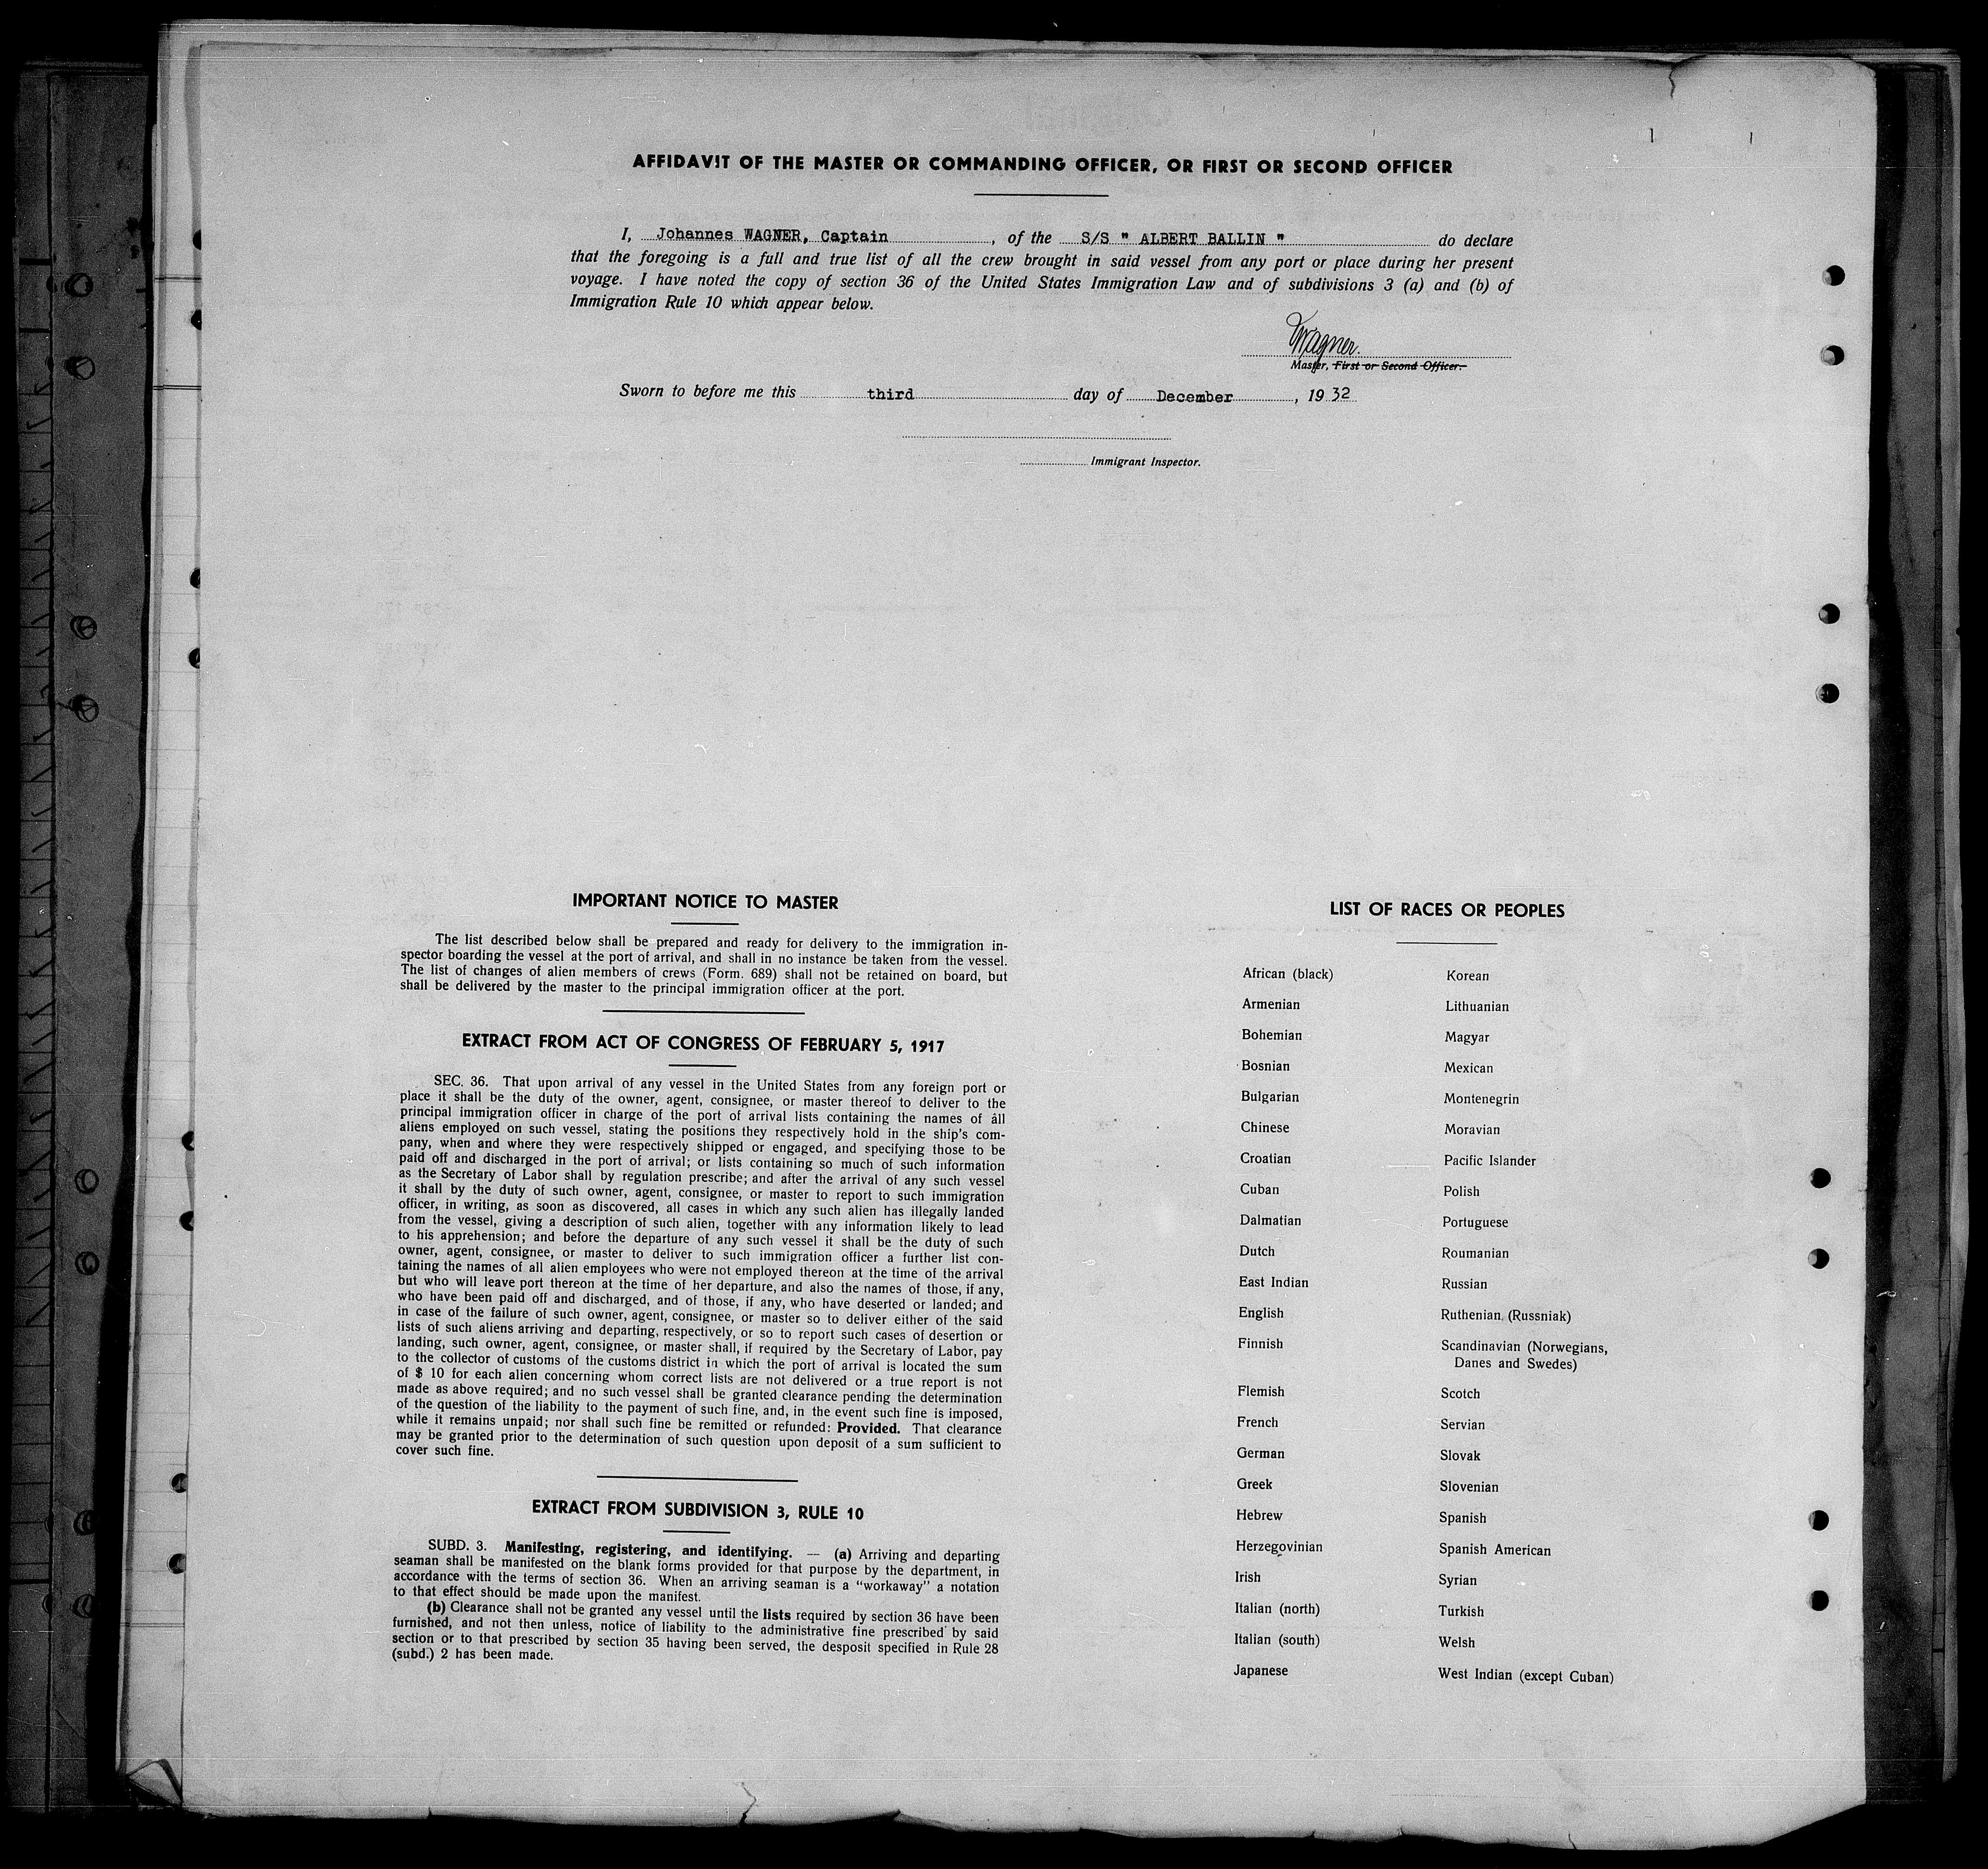 AFFIDAVIT OF THE MASTER OR COMMANDING OFFICER, OR FIRST OR SECOND OFFICER
I, Johannes WAGNER, Captain, of the S/S " ALBERT BALLIN " do declare
that the foregoing is a full and true list of all the crew brought in said vessel from any port or place during her present
voyage. I have noted the copy of section 36 of the United States Immigration Law and of subdivisions 3 (a) and (b) of
Immigration Rule 10 which appear below.
Wagner.
Master, First or Second Officer.
Sworn to before me this third day of December, 19 32
Immigrant Inspector.
IMPORTANT NOTICE TO MASTER
The list described below shall be prepared and ready for delivery to the immigration in-
spector boarding the vessel at the port of arrival, and shall in no instance be taken from the vessel.
The list of changes of alien members of crews (Form. 689) shall not be retained on board, but
shall be delivered by the master to the principal immigration officer at the port.
EXTRACT FROM ACT OF CONGRESS OF FEBRUARY 5, 1917
SEC. 36. That upon arrival of any vessel in the United States from any foreign port or
place it shall be the duty of the owner, agent, consignee, or master thereof to deliver to the
principal immigration officer in charge of the port of arrival lists containing the names of all
aliens employed on such vessel, stating the positions they respectively hold in the ship's com-
pany, when and where they were respectively shipped or engaged, and specifying those to be
paid off and discharged in the port of arrival; or lists containing so much of such information
as the Secretary of Labor shall by regulation prescribe; and after the arrival of any such vessel
it shall by the duty of such owner, agent, consignee, or master to report to such immigration
officer, in writing, as soon as discovered, all cases in which any such alien has illegally landed
from the vessel, giving a description of such alien, together with any information likely to lead
to his apprehension; and before the departure of any such vessel it shall be the duty of such
owner, agent, consignee, or master to deliver to such immigration officer a further list con-
taining the names of all alien employees who were not employed thereon at the time of the arrival
but who will leave port thereon at the time of her departure, and also the names of those, if any,
who have been paid off and discharged, and of those, if any, who have deserted or landed; and
in case of the failure of such owner, agent, consignee, or master so to deliver either of the said
lists of such aliens arriving and departing, respectively, or so to report such cases of desertion or
landing, such owner, agent, consignee, or master shall, if required by the Secretary of Labor, pay
to the collector of customs of the customs district in which the port of arrival is located the sum
of $ 10 for each alien concerning whom correct lists are not delivered or a true report is not
made as above required; and no such vessel shall be granted clearance pending the determination
of the question of the liability to the payment of such fine, and, in the event such fine is imposed,
while it remains unpaid; nor shall such fine be remitted or refunded: Provided. That clearance
may be granted prior to the determination of such question upon deposit of a sum sufficient to
cover such fine.
EXTRACT FROM SUBDIVISION 3, RULE 10
SUBD. 3. Manifesting, registering, and identifying. — (a) Arriving and departing
seaman shall be manifested on the blank forms provided for that purpose by the department, in
accordance with the terms of section 36. When an arriving seaman is a "workaway" a notation
to that effect should be made upon the manifest.
(b) Clearance shall not be granted any vessel until the lists required by section 36 have been
furnished, and not then unless, notice of liability to the administrative fine prescribed by said
section or to that prescribed by section 35 having been served, the desposit specified in Rule 28
(subd.) 2 has been made.
LIST OF RACES OR PEOPLES
African (black)
Armenian
Bohemian
Bosnian
Bulgarian
Chinese
Croatian
Cuban
Dalmatian
Dutch
East Indian
English
Finnish
Flemish
French
German
Greek
Hebrew
Herzegovinian
Irish
Italian (north)
Italian (south)
Japanese
Korean
Lithuanian
Magyar
Mexican
Montenegrin
Moravian
Pacific Islander
Polish
Portuguese
Roumanian
Russian
Ruthenian (Russniak)
Scandinavian (Norwegians,
Danes and Swedes)
Scotch
Servian
Slovak
Slovenian
Spanish
Spanish American
Syrian
Turkish
Welsh
West Indian (except Cuban)